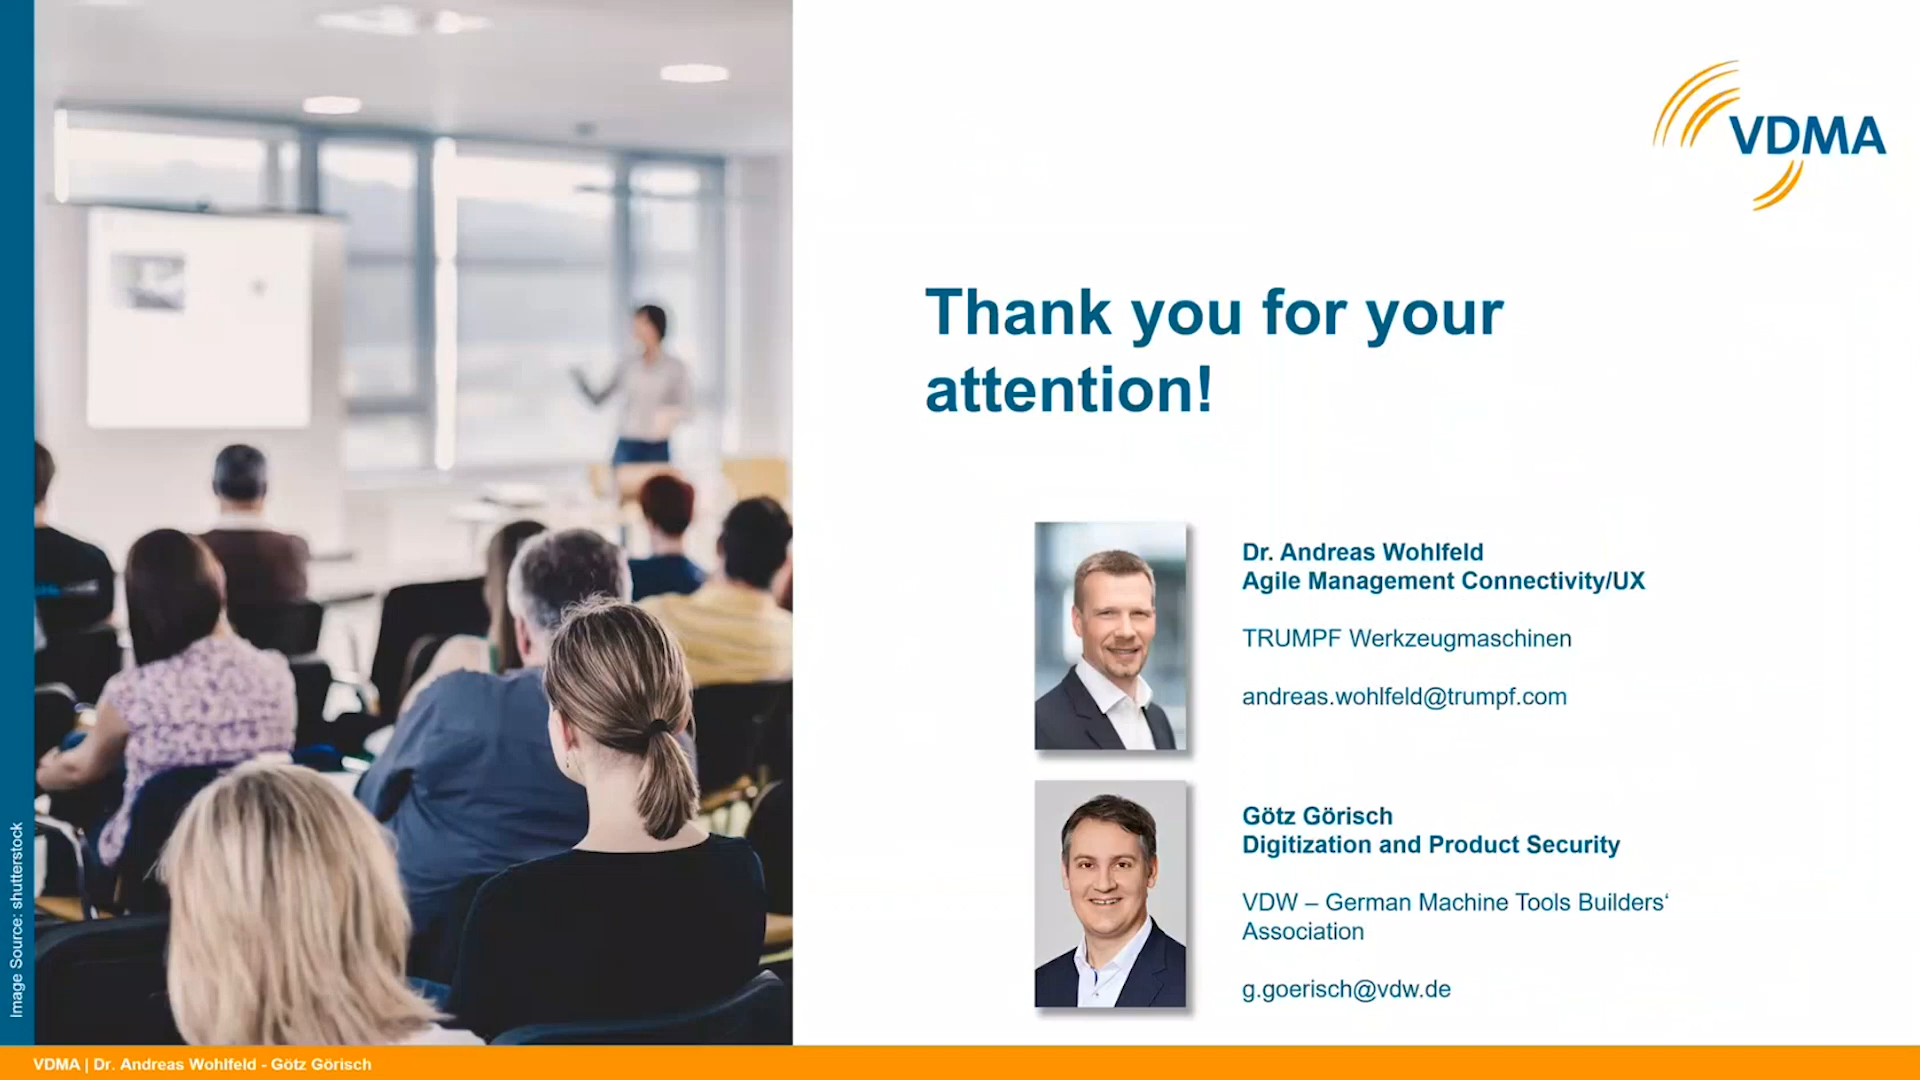 VDMA
Thank you for your
attention!
Dr. Andreas Wohlfeld
Agile Management Connectivity/UX
TRUMPF Werkzeugmaschinen
andreas.wohlfeld@trumpf.com
Götz Görisch
Digitization and Product Security
VDW – German Machine Tools Builders‘
Association
g.goerisch@vdw.de
Image Source: shutterstock
VDMA | Dr. Andreas Wohlfeld - Götz Görisch